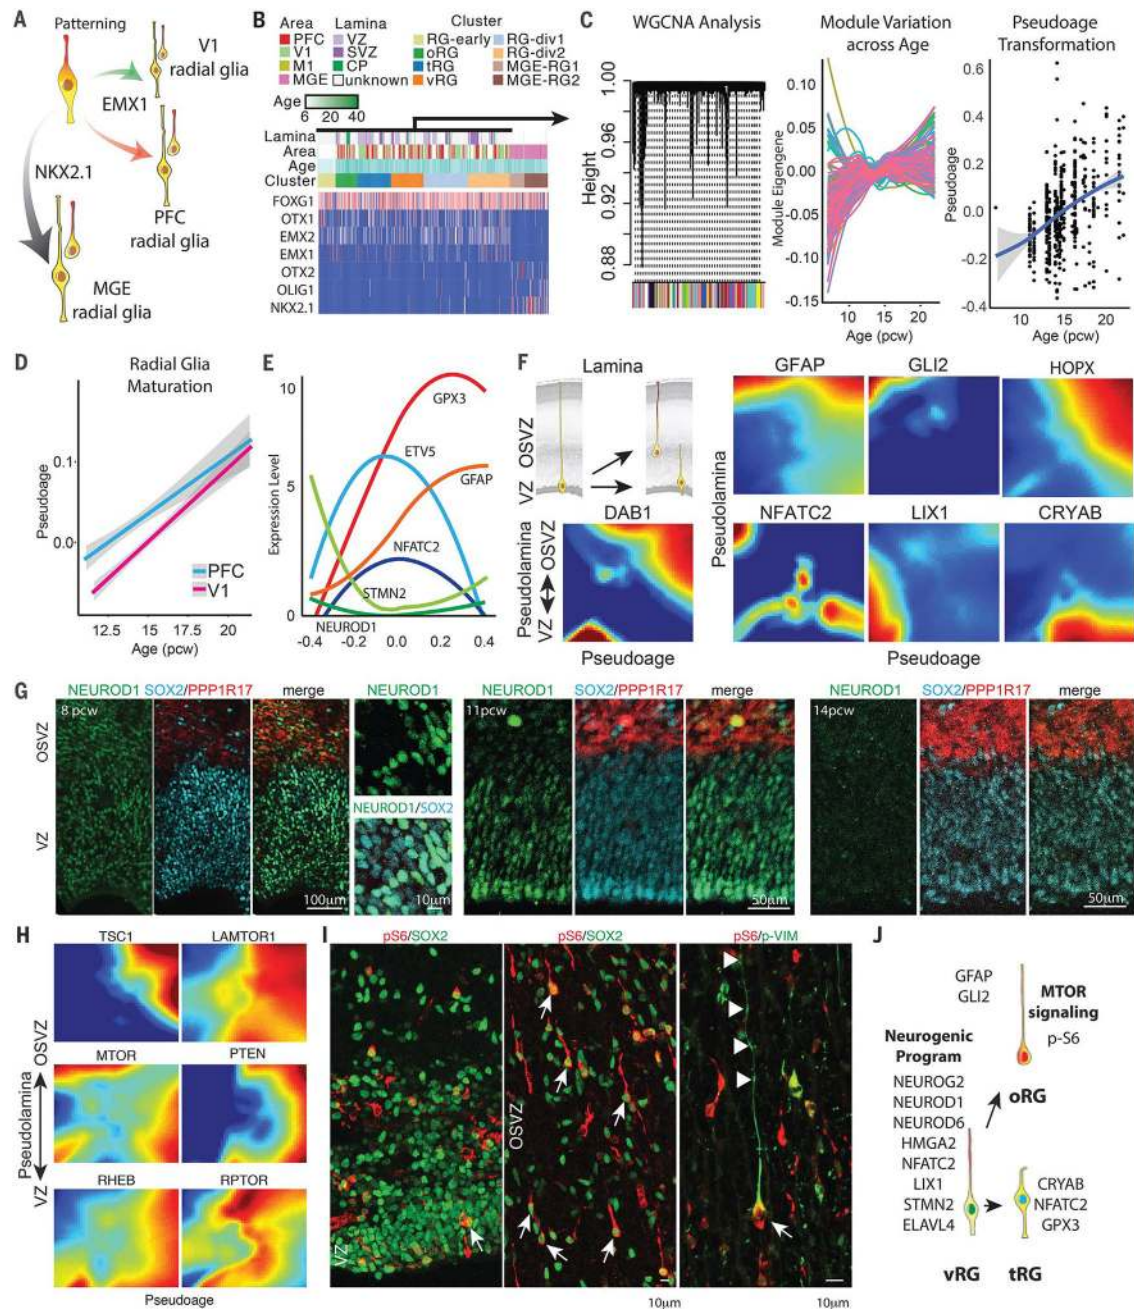 A
Patterning
V1
radial glia
EMX1
NKX2.1
PFC
radial glia
MGE
radial glia
B
Area
PFC
V1
M1
MGE
Lamina
VZ
SVZ
CP
unknown
Cluster
RG-early
oRG
tRG
vRG
RG-div1
RG-div2
MGE-RG1
MGE-RG2
Age
6 20 40
Lamina
Area
Age
Cluster
FOXG1
OTX1
EMX2
EMX1
OTX2
OLIG1
NKX2.1
C
WGCNA Analysis
Height
1.00
0.96
0.92
0.88
Module Variation
across Age
Module Eigengene
0.10
0.05
0.00
-0.05
-0.10
-0.15
10 15 20
Age (pcw)
Pseudoage
Transformation
Pseudoage
0.6
0.4
0.2
0.0
-0.2
-0.4
10 15 20
Age (pcw)
D
Radial Glia
Maturation
Pseudoage
0.1
0.0
PFC
V1
12.5 15 17.5 20
Age (pcw)
E
Expression Level
10
5
0
GPX3
ETV5
GFAP
NFATC2
STMN2
NEUROD1
-0.4 -0.2 0.0 0.2 0.4
F
Lamina
VZ OSVZ
Pseudolamina
VZ OSVZ
DAB1
Pseudoage
Pseudolamina
GFAP GLI2 HOPX
NFATC2 LIX1 CRYAB
Pseudoage
G
NEUROD1 SOX2/PPP1R17 merge
8 pcw
OSVZ
VZ
100μm
NEUROD1
NEUROD1/SOX2
10μm
NEUROD1 SOX2/PPP1R17 merge
11pcw
50μm
NEUROD1 SOX2/PPP1R17 merge
14pcw
50μm
H
TSC1 LAMTOR1
MTOR PTEN
RHEB RPTOR
Pseudolamina
VZ OSVZ
Pseudoage
I
pS6/SOX2
VZ
pS6/SOX2
OSVZ
10μm
pS6/p-VIM
10μm
J
GFAP
GLI2
MTOR
signaling
p-S6
oRG
Neurogenic
Program
NEUROG2
NEUROD1
NEUROD6
HMGA2
NFATC2
LIX1
STMN2
ELAVL4
vRG
CRYAB
NFATC2
GPX3
tRG